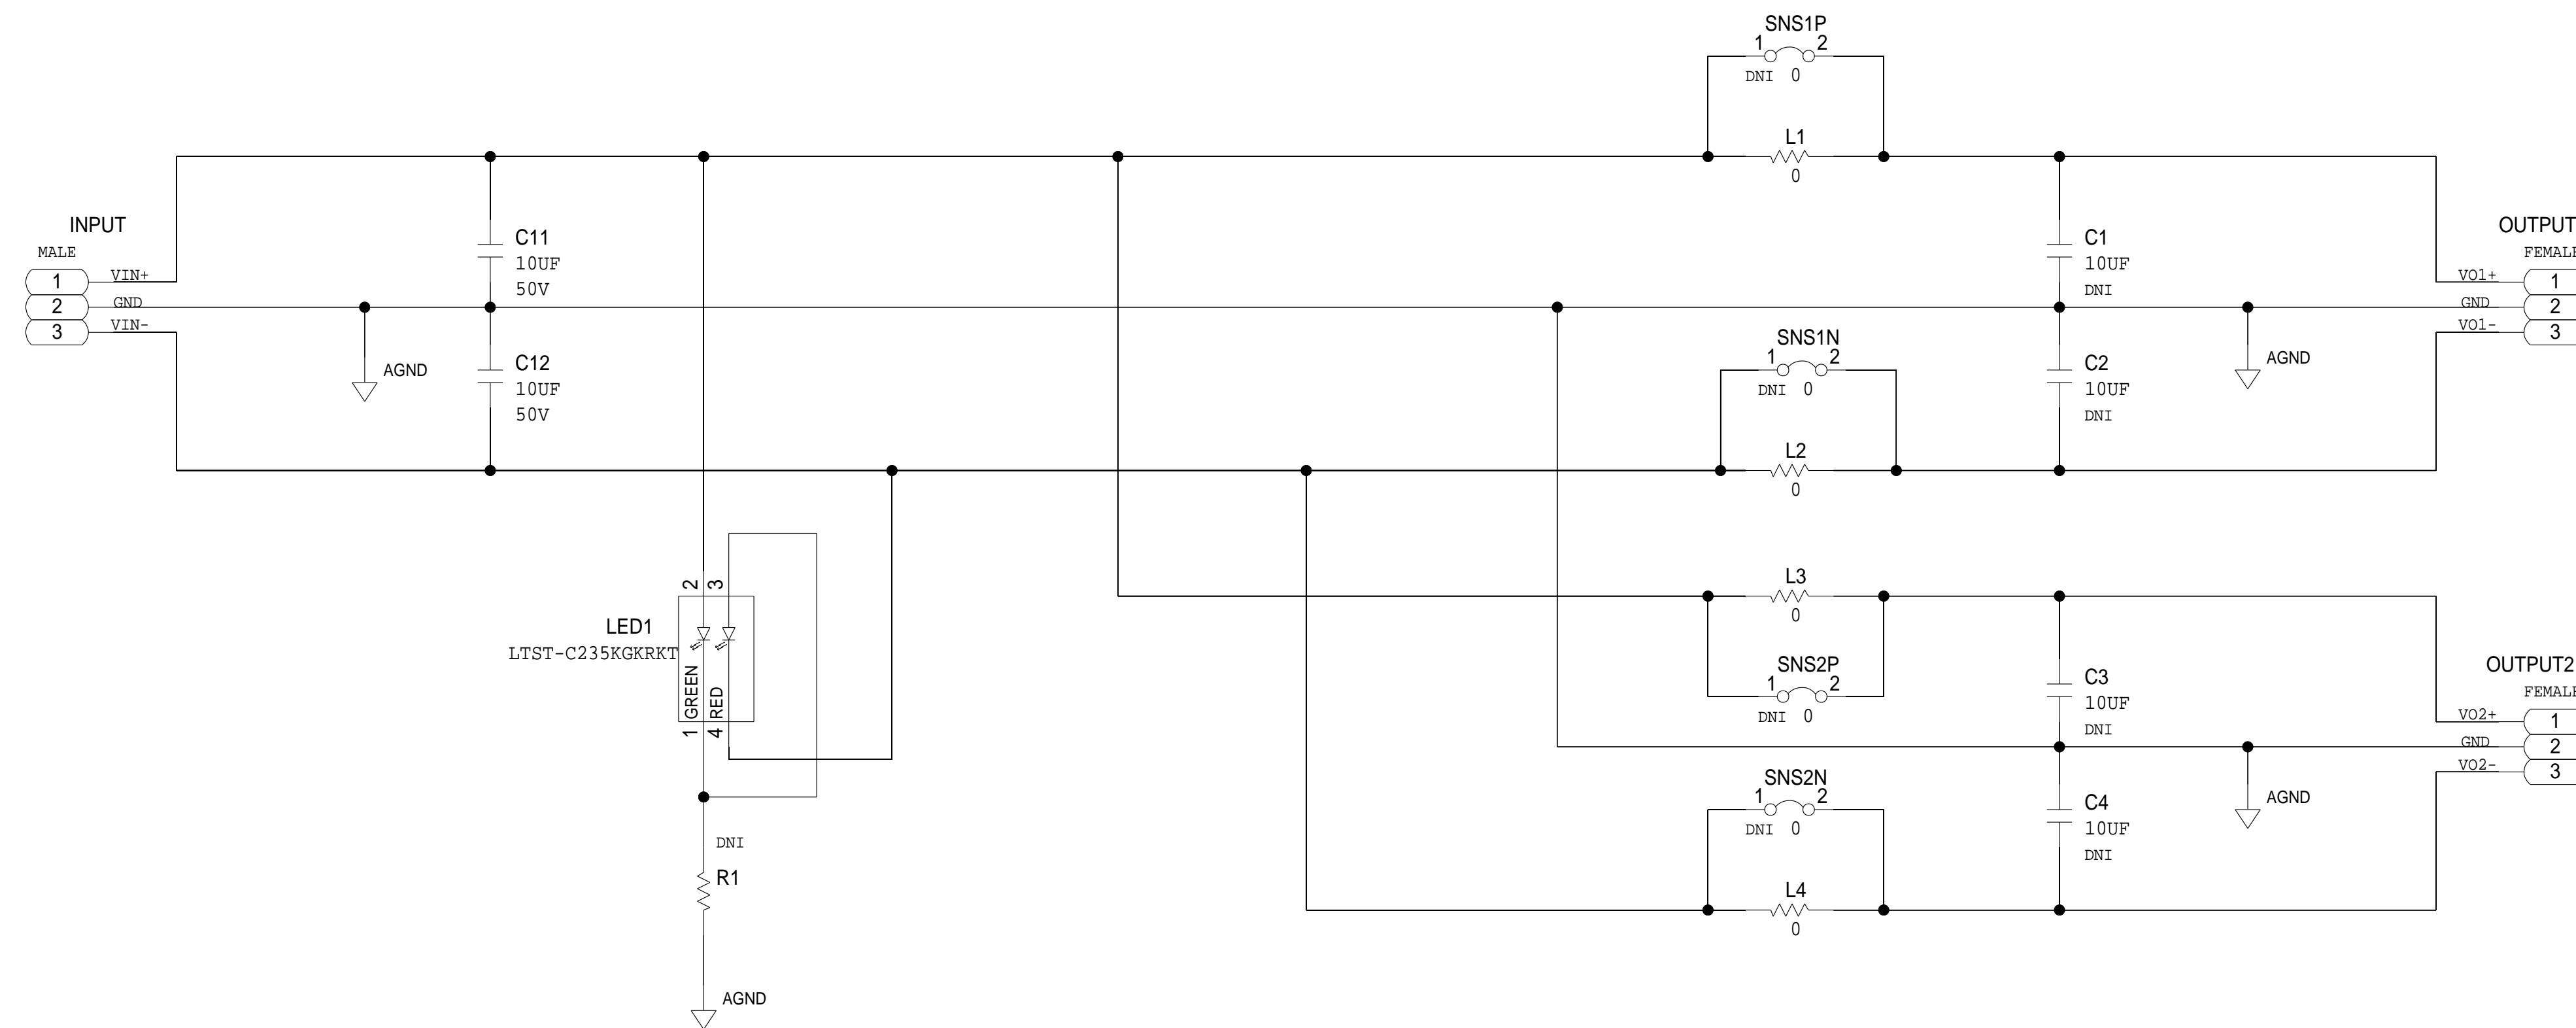 SNS1P
1 2
DNI 0
L1
0
INPUT
MALE
1 VIN+
2 GND
3 VIN-
C11
10UF
50V
AGND
C12
10UF
50V
C1
10UF
DNI
OUTPUT
FEMALE
VO1+ 1
GND 2
VO1- 3
SNS1N
1 2
DNI 0
C2
10UF
DNI
AGND
L2
0
2 3
LED1
LTST-C235KGKRKT
GREEN
RED
1 4
DNI
R1
AGND
L3
0
SNS2P
1 2
DNI 0
C3
10UF
DNI
OUTPUT2
FEMALE
VO2+ 1
GND 2
VO2- 3
SNS2N
1 2
DNI 0
C4
10UF
DNI
AGND
L4
0